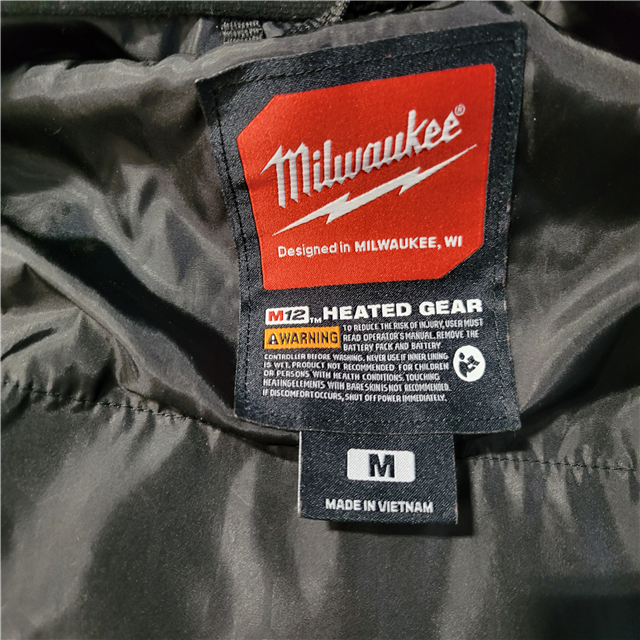 Milwaukee®
Designed in MILWAUKEE, WI
M12™ HEATED GEAR
WARNING TO REDUCE THE RISK OF INJURY, USER MUST
READ OPERATOR'S MANUAL. REMOVE THE
BATTERY PACK AND BATTERY
CONTROLLER BEFORE WASHING. NEVER USE IF INNER LINING
IS WET. PRODUCT NOT RECOMMENDED FOR CHILDREN
OR PERSONS WITH HEALTH CONDITIONS. TOUCHING
HEATING ELEMENTS WITH BARE SKIN IS NOT RECOMMENDED.
IF DISCOMFORT OCCURS, SHUT OFF POWER IMMEDIATELY.
M
MADE IN VIETNAM